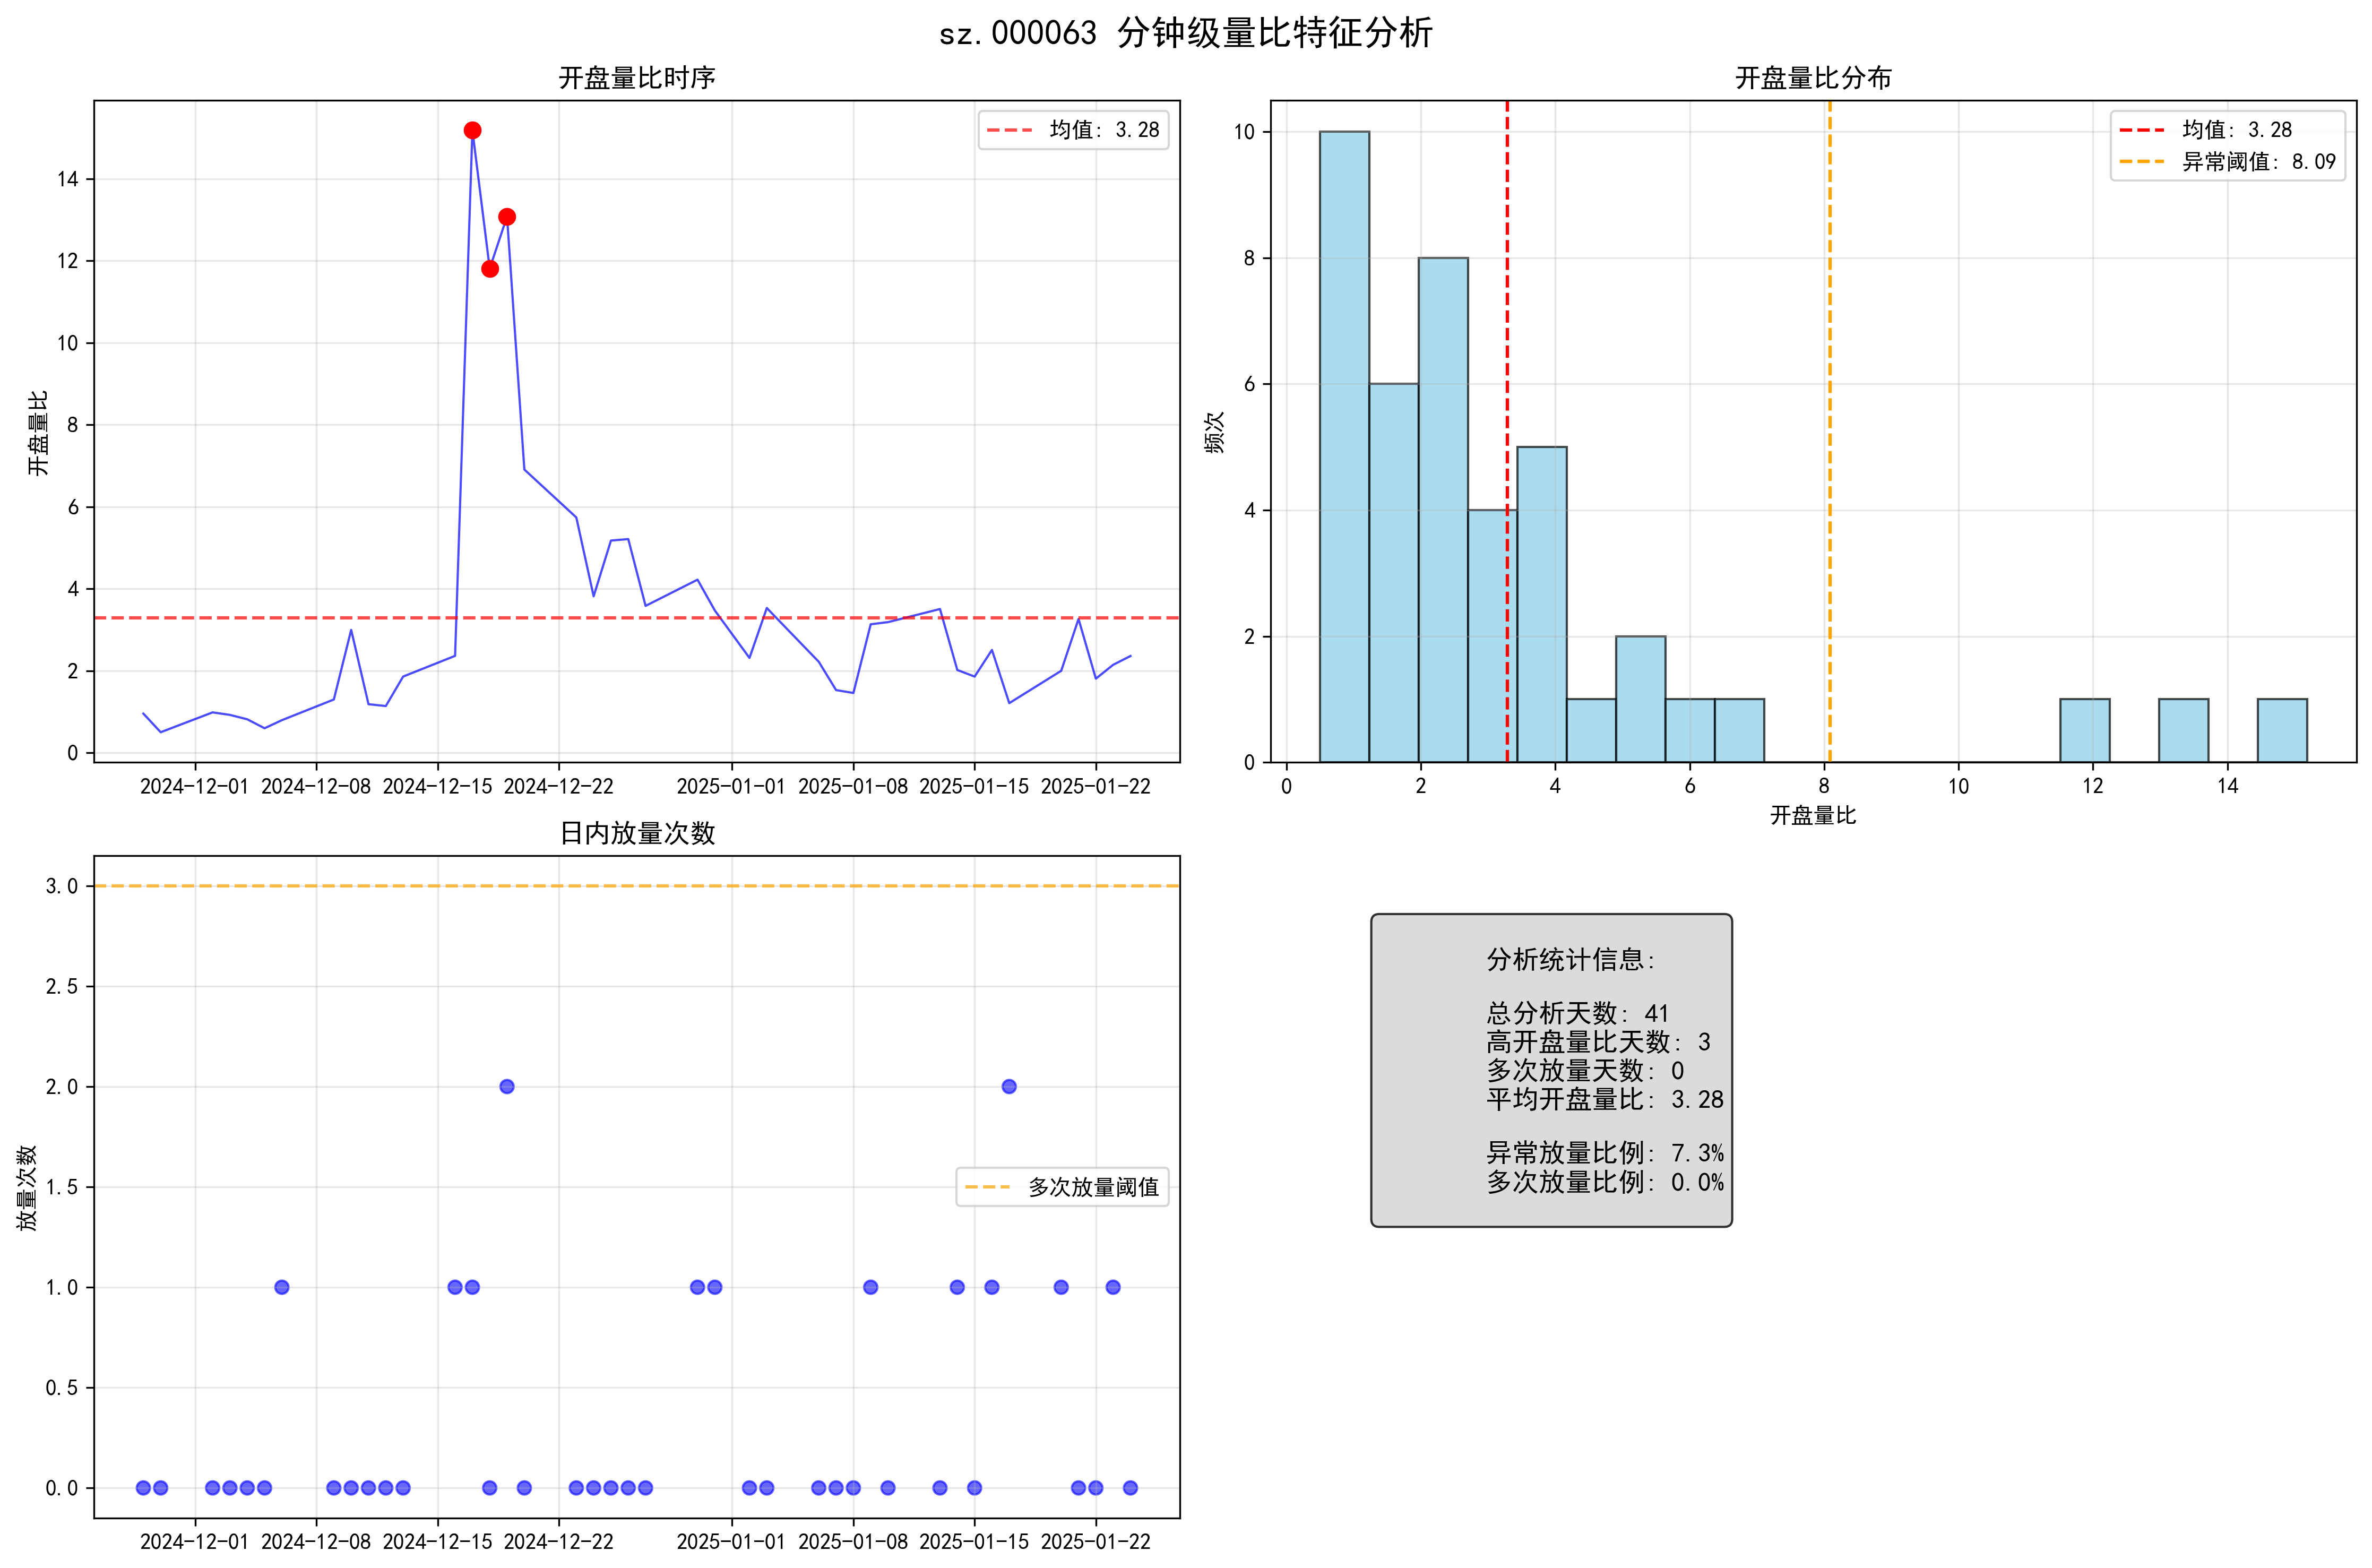 sz.000063 分钟级量比特征分析
开盘量比时序
开盘量比
14
12
10
8
6
4
2
0
均值: 3.28
2024-12-01 2024-12-08 2024-12-15 2024-12-22 2025-01-01 2025-01-08 2025-01-15 2025-01-22
开盘量比分布
频次
10
8
6
4
2
0
均值: 3.28
异常阈值: 8.09
0 2 4 6 8 10 12 14
开盘量比
日内放量次数
放量次数
3.0
2.5
2.0
1.5
1.0
0.5
0.0
多次放量阈值
2024-12-01 2024-12-08 2024-12-15 2024-12-22 2025-01-01 2025-01-08 2025-01-15 2025-01-22
分析统计信息:
总分析天数: 41
高开盘量比天数: 3
多次放量天数: 0
平均开盘量比: 3.28
异常放量比例: 7.3%
多次放量比例: 0.0%